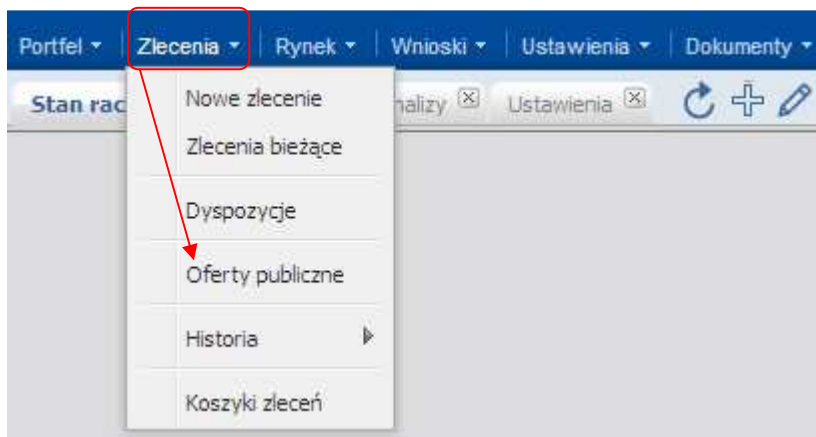 Portfel Zlecenia Rynek Wnioski Ustawienia Dokumenty
Stan rac nalizy Ustawienia
Nowe zlecenie
Zlecenia bieżące
Dyspozycje
Oferty publiczne
Historia
Koszyki zleceń